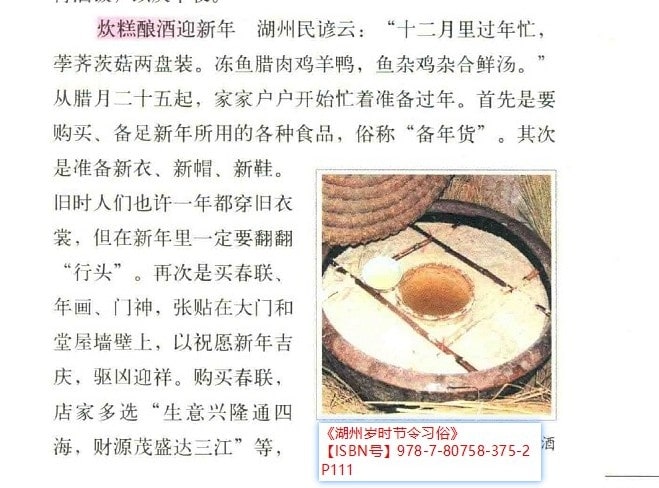 炊糕酿酒迎新年　湖州民谚云：“十二月里过年忙，
荸荠茨菇两盘装。冻鱼腊肉鸡羊鸭，鱼杂鸡杂合鲜汤。”
从腊月二十五起，家家户户开始忙着准备过年。首先是要
购买、备足新年所用的各种食品，俗称“备年货”。其次
是准备新衣、新帽、新鞋。
旧时人们也许一年都穿旧衣
裳，但在新年里一定要翻翻
“行头”。再次是买春联、
年画、门神，张贴在大门和
堂屋墙壁上，以祝愿新年吉
庆，驱凶迎祥。购买春联，
店家多选“生意兴隆通四
海，财源茂盛达三江”等，
《湖州岁时节令习俗》
【ISBN号】978-7-80758-375-2
P111
酒